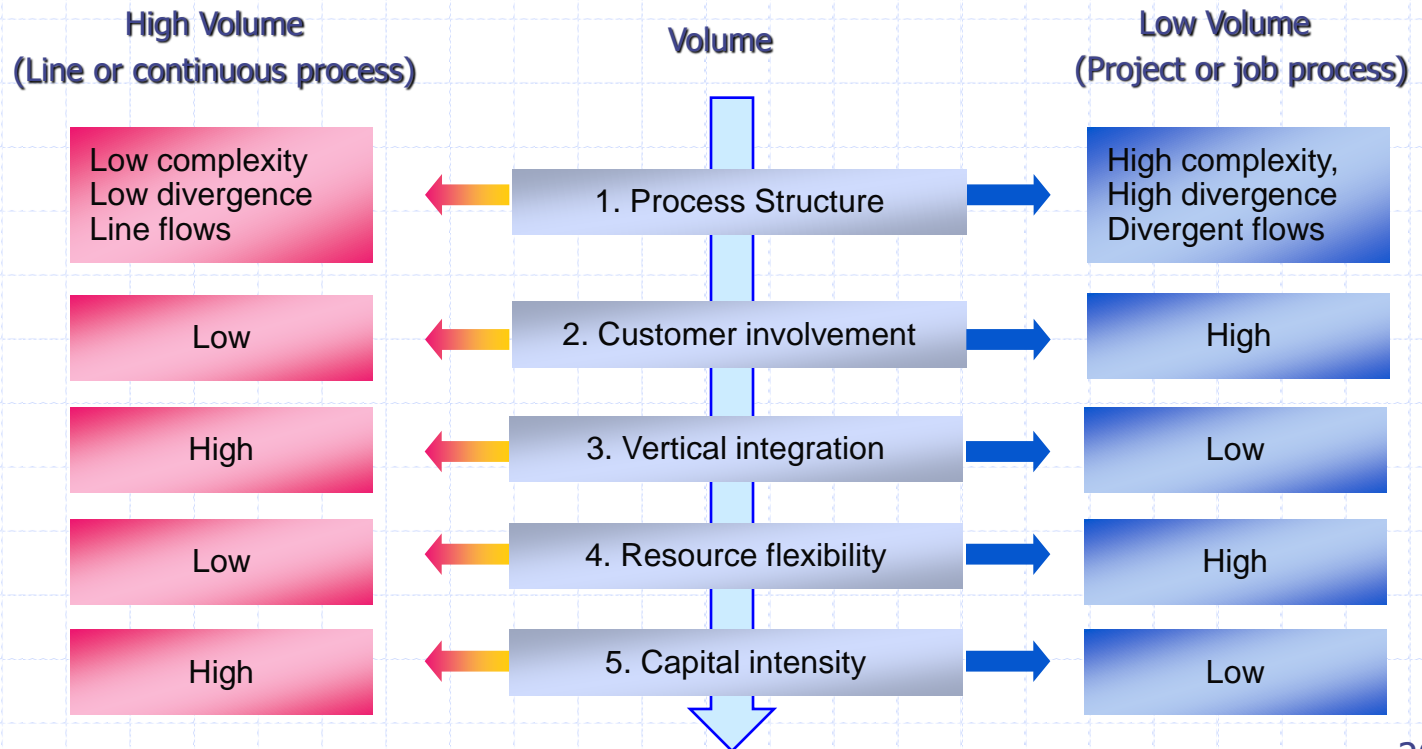 High Volume
(Line or continuous process)
Volume
Low Volume
(Project or job process)
Low complexity
Low divergence
Line flows
1. Process Structure
High complexity,
High divergence
Divergent flows
Low
2. Customer involvement
High
High
3. Vertical integration
Low
Low
4. Resource flexibility
High
High
5. Capital intensity
Low